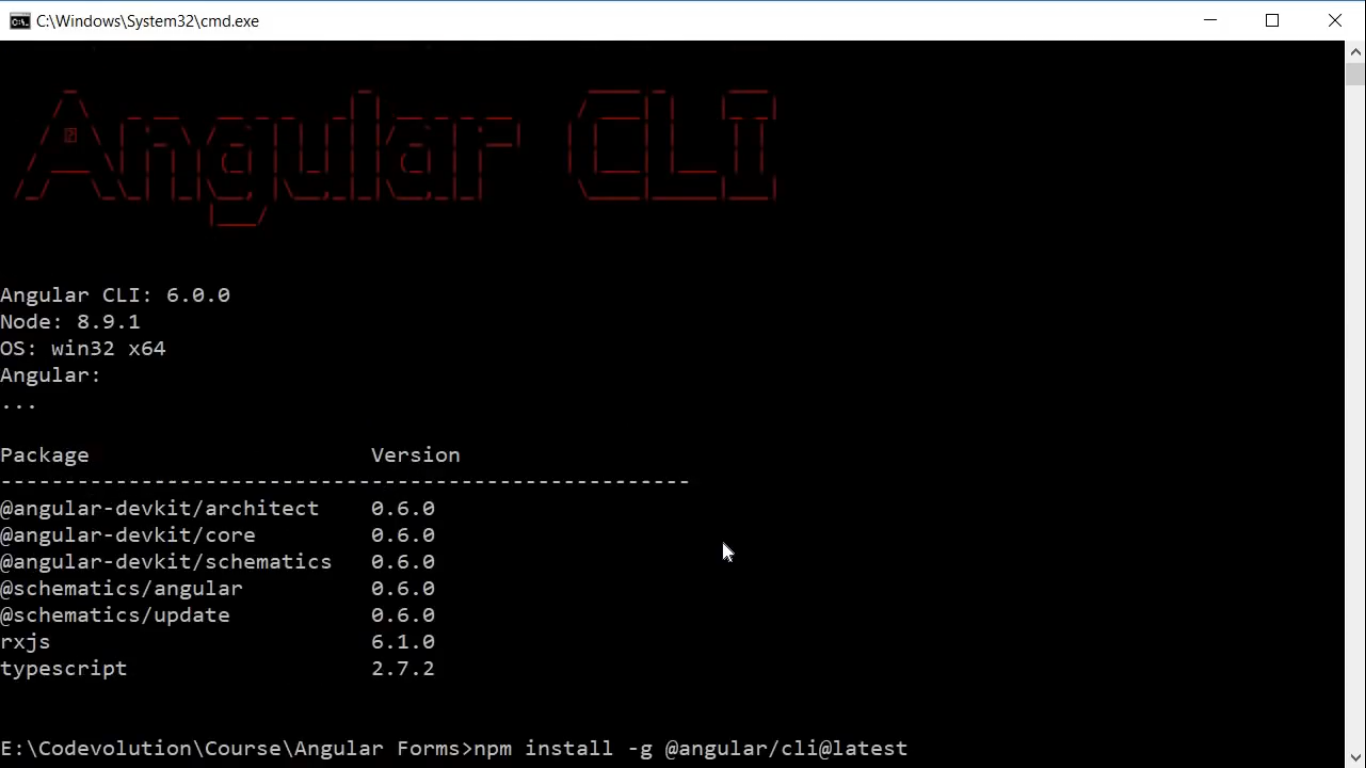 C:\Windows\System32\cmd.exe
Angular CLI
Angular CLI: 6.0.0
Node: 8.9.1
OS: win32 x64
Angular:
...
Package Version
------------------------------------------------------
@angular-devkit/architect 0.6.0
@angular-devkit/core 0.6.0
@angular-devkit/schematics 0.6.0
@schematics/angular 0.6.0
@schematics/update 0.6.0
rxjs 6.1.0
typescript 2.7.2
E:\Codevolution\Course\Angular Forms>npm install -g @angular/cli@latest